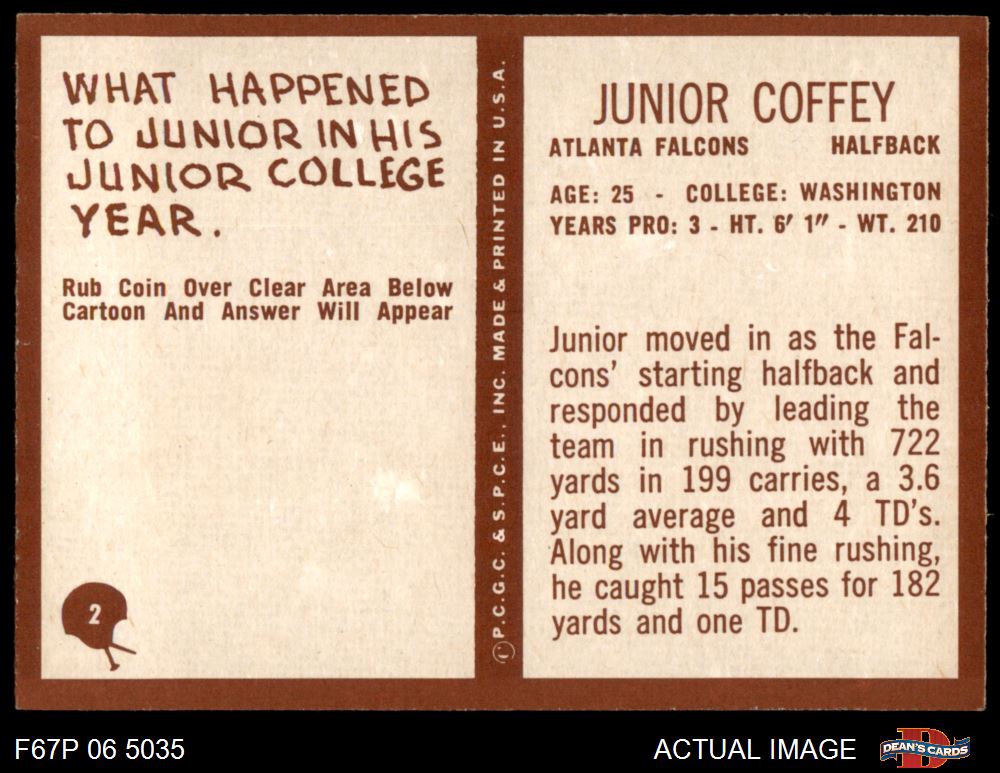 WHAT HAPPENED
TO JUNIOR IN HIS
JUNIOR COLLEGE
YEAR.
Rub Coin Over Clear Area Below
Cartoon And Answer Will Appear
2
© P.C.G.C. & S.P.C.E., INC. MADE & PRINTED IN U.S.A.
JUNIOR COFFEY
ATLANTA FALCONS HALFBACK
AGE: 25 - COLLEGE: WASHINGTON
YEARS PRO: 3 - HT. 6′ 1″ - WT. 210
Junior moved in as the Fal-
cons' starting halfback and
responded by leading the
team in rushing with 722
yards in 199 carries, a 3.6
yard average and 4 TD's.
Along with his fine rushing,
he caught 15 passes for 182
yards and one TD.
F67P 06 5035
ACTUAL IMAGE
D
DEAN'S CARDS